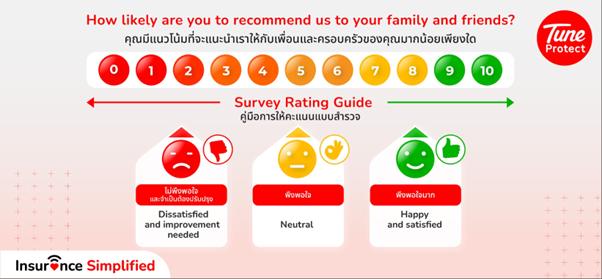 How likely are you to recommend us to your family and friends?
คุณมีแนวโน้มที่จะแนะนำเราให้กับเพื่อนและครอบครัวของคุณมากน้อยเพียงใด
Tune
Protect
0 1 2 3 4 5 6 7 8 9 10
Survey Rating Guide
คู่มือการให้คะแนนแบบสำรวจ
ไม่พึงพอใจ
และจำเป็นต้องปรับปรุง
Dissatisfied
and improvement
needed
พึงพอใจ
Neutral
พึงพอใจมาก
Happy
and satisfied
Insurance Simplified